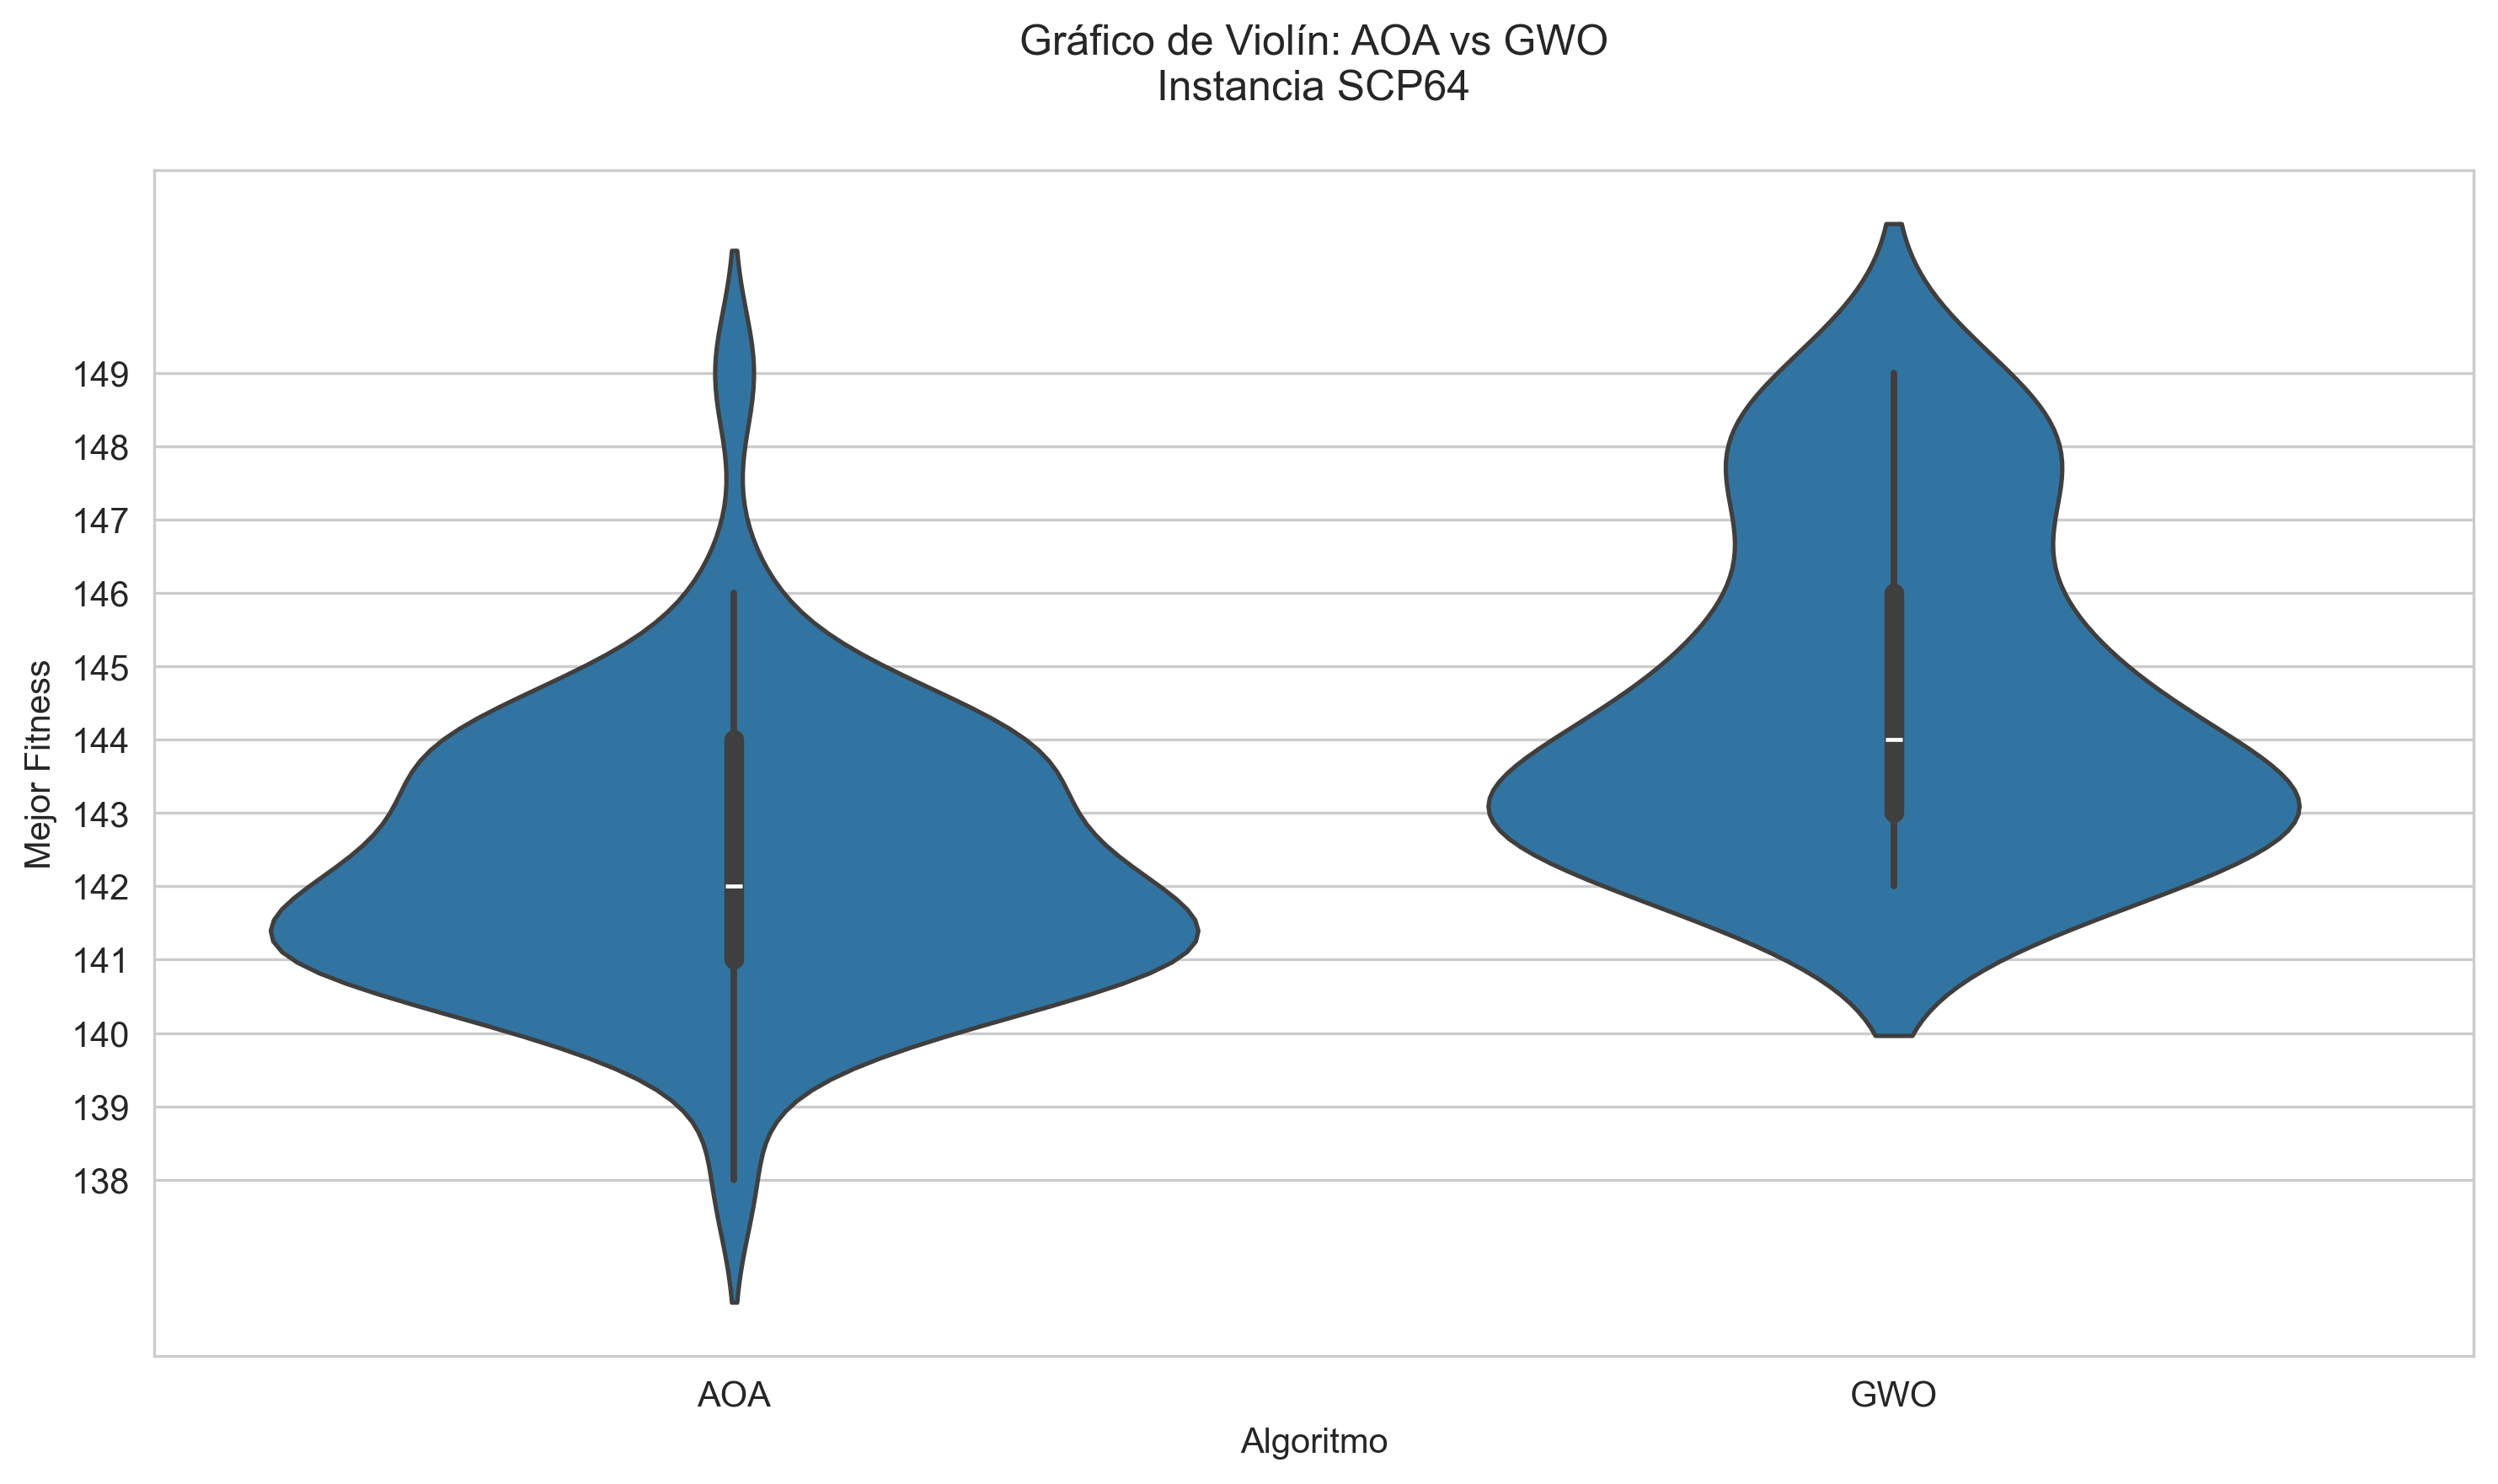 Gráfico de Violín: AOA vs GWO
Instancia SCP64
Mejor Fitness
149
148
147
146
145
144
143
142
141
140
139
138
AOA
GWO
Algoritmo